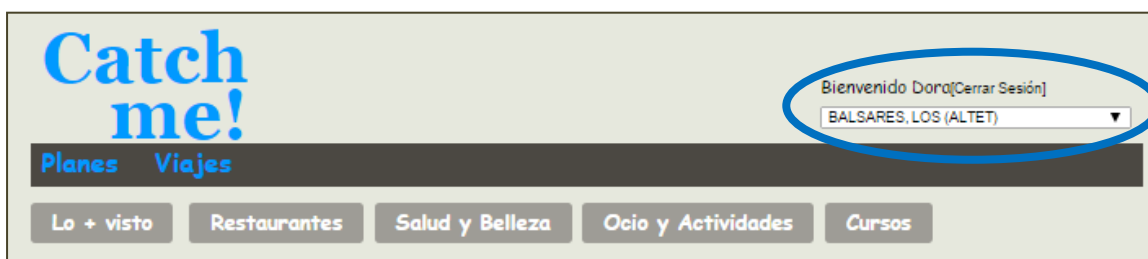 Catch
me!
Bienvenido Dora[Cerrar Sesión]
BALSARES, LOS (ALTET)
Planes Viajes
Lo + visto Restaurantes Salud y Belleza Ocio y Actividades Cursos